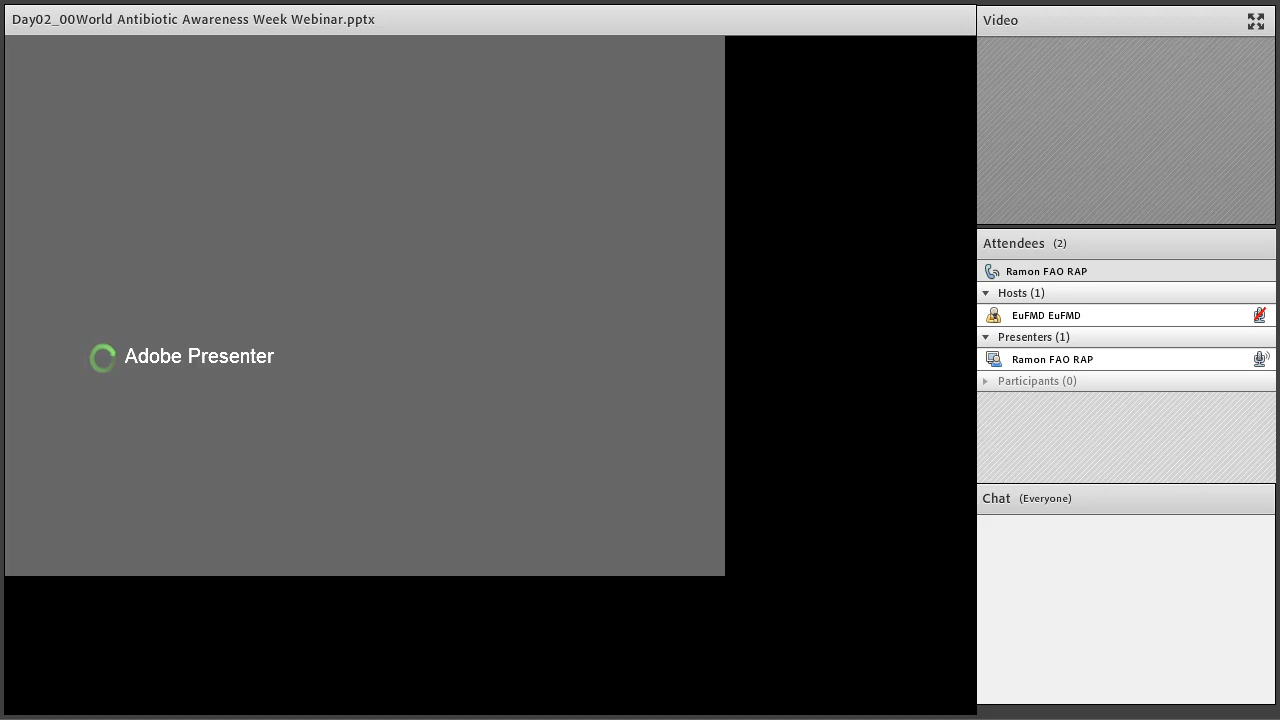 Day02_00World Antibiotic Awareness Week Webinar.pptx
Adobe Presenter
Video
Attendees (2)
Ramon FAO RAP
Hosts (1)
EuFMD EuFMD
Presenters (1)
Ramon FAO RAP
Participants (0)
Chat (Everyone)